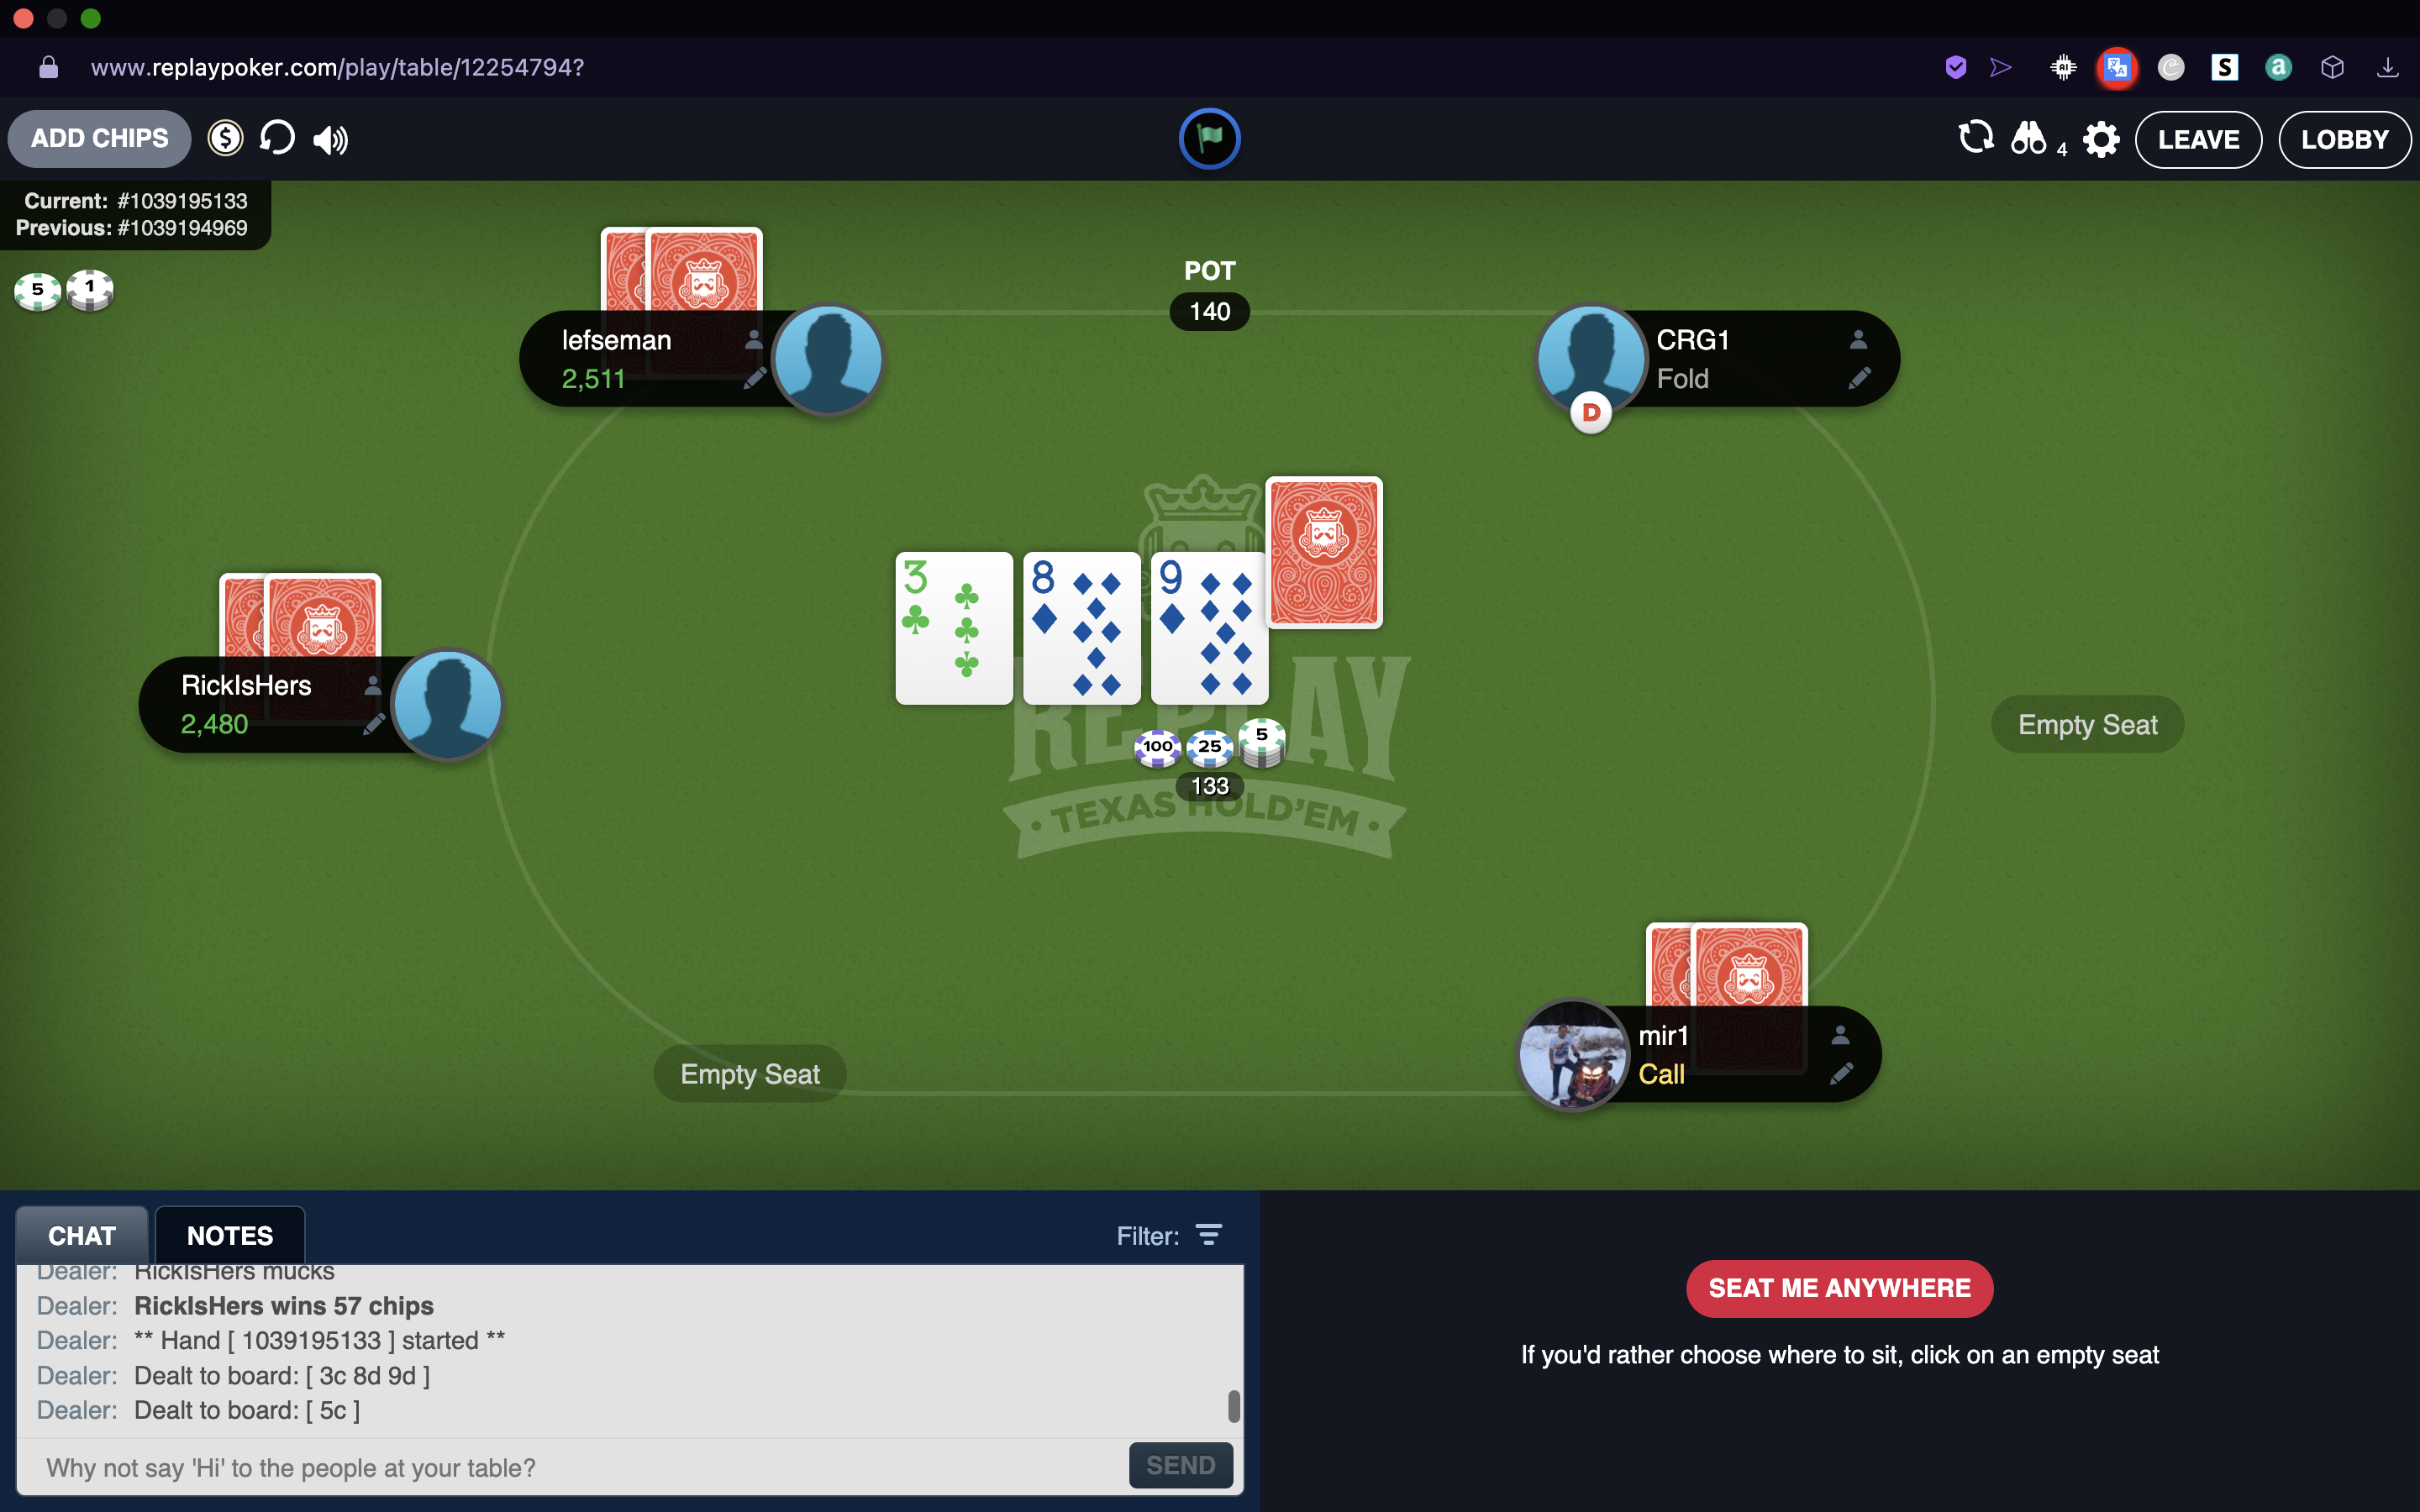 www.replaypoker.com/play/table/12254794?
ADD CHIPS
4
LEAVE
LOBBY
Current: #1039195133
Previous: #1039194969
5 1
POT
140
lefseman
2,511
CRG1
Fold
D
3
8
9
RickIsHers
2,480
Empty Seat
REPLAY
100 25 5
133
• TEXAS HOLD'EM •
mir1
Call
Empty Seat
CHAT
NOTES
Filter:
Dealer: RickIsHers mucks
Dealer: RickIsHers wins 57 chips
Dealer: ** Hand [ 1039195133 ] started **
Dealer: Dealt to board: [ 3c 8d 9d ]
Dealer: Dealt to board: [ 5c ]
Why not say 'Hi' to the people at your table?
SEND
SEAT ME ANYWHERE
If you'd rather choose where to sit, click on an empty seat